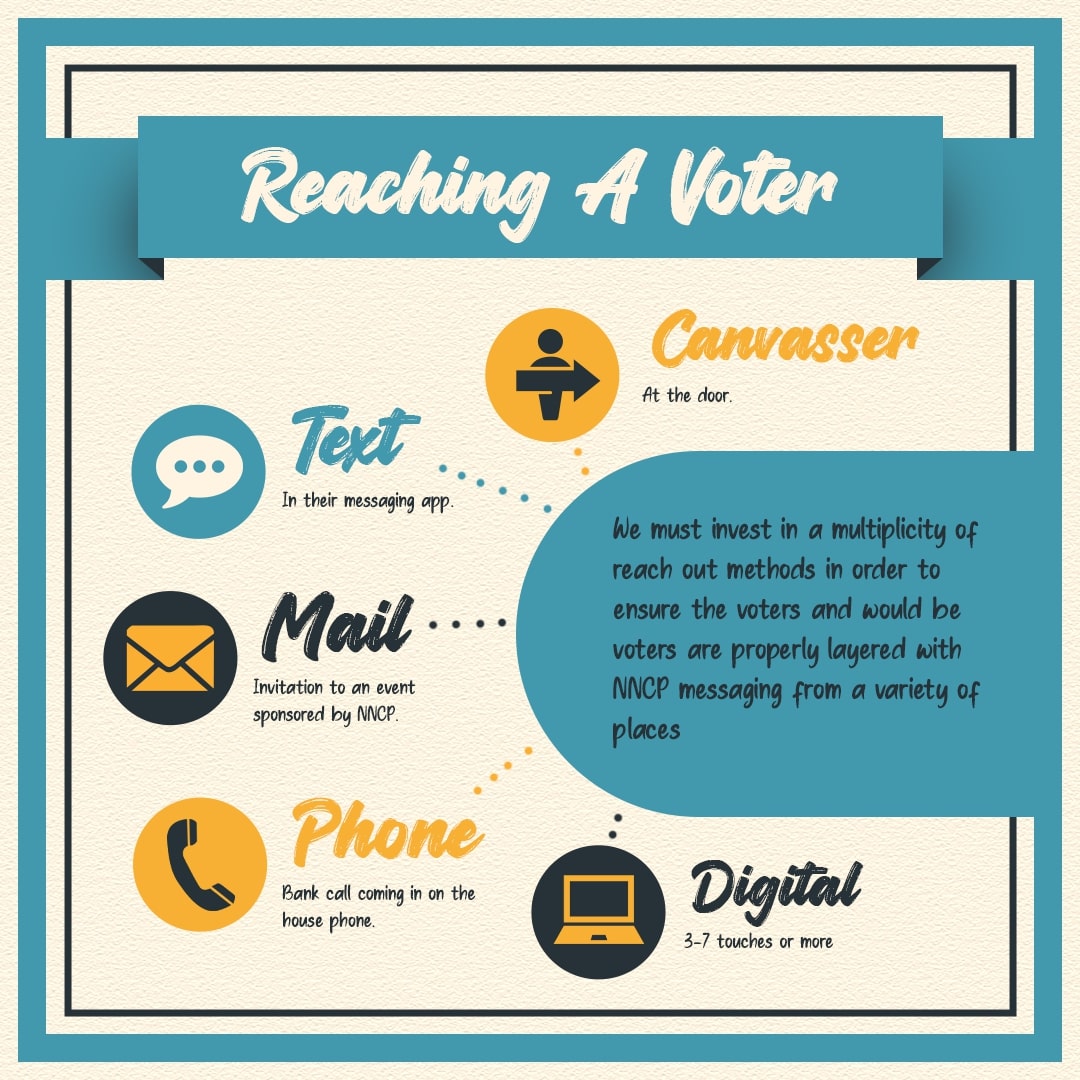 Reaching A Voter
Canvasser
At the door.
Text
In their messaging app.
Mail
Invitation to an event
sponsored by NNCP.
Phone
Bank call coming in on the
house phone.
Digital
3-7 touches or more
We must invest in a multiplicity of
reach out methods in order to
ensure the voters and would be
voters are properly layered with
NNCP messaging from a variety of
places